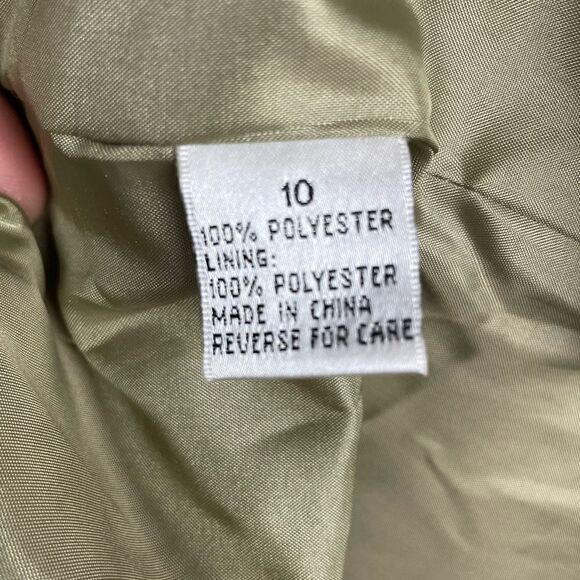 10
100% POLYESTER
LINING:
100% POLYESTER
MADE IN CHINA
REVERSE FOR CARE